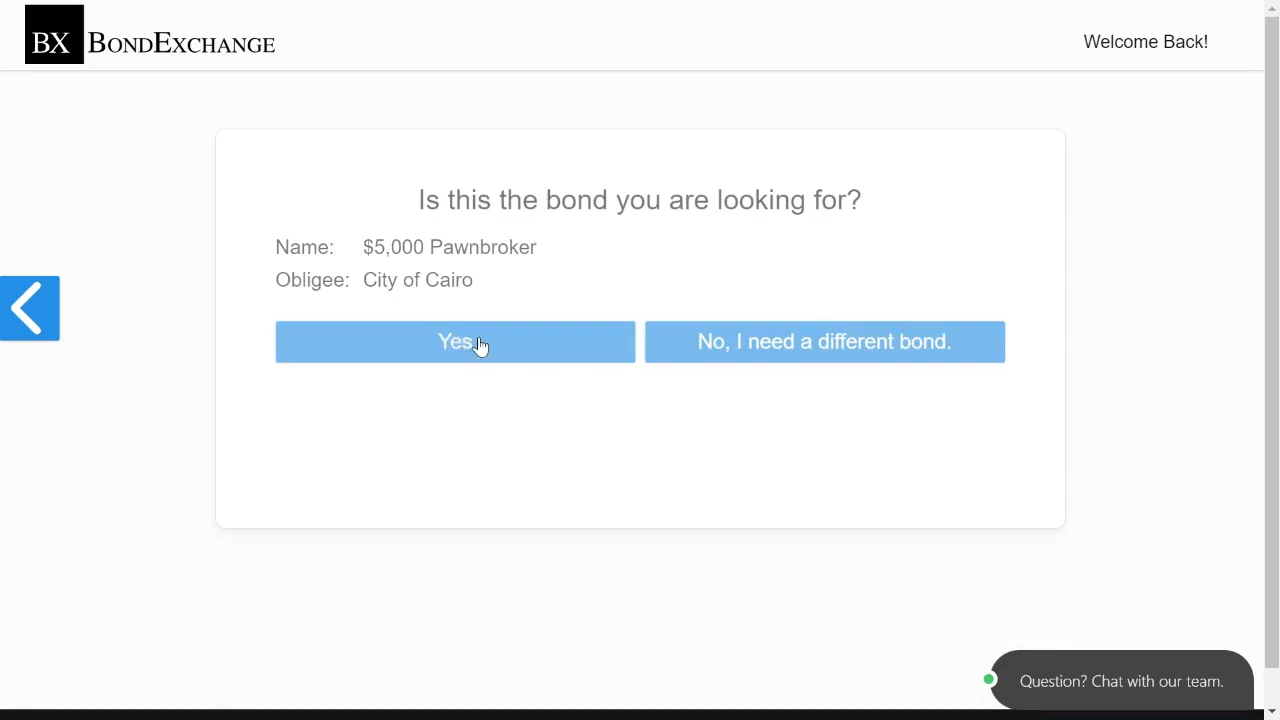 BX BONDEXCHANGE
Welcome Back!
Is this the bond you are looking for?
Name: $5,000 Pawnbroker
Obligee: City of Cairo
Yes
No, I need a different bond.
Question? Chat with our team.